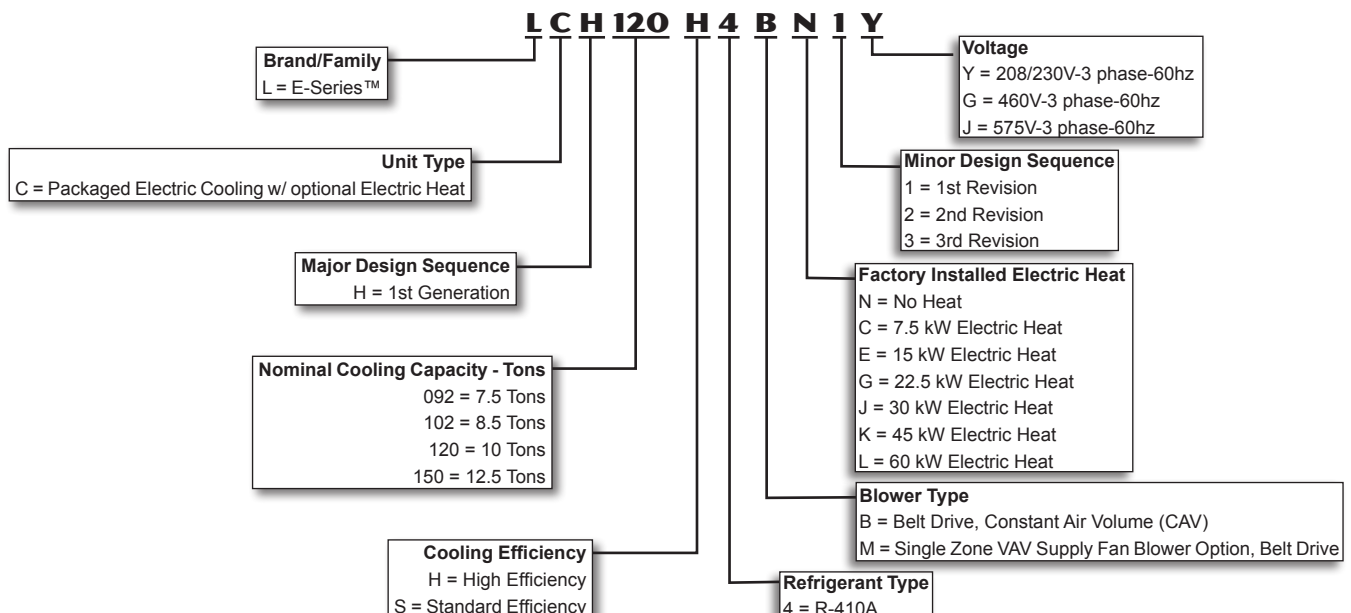 L C H 120 H 4 B N 1 Y
Brand/Family
L = E-Series™
Unit Type
C = Packaged Electric Cooling w/ optional Electric Heat
Major Design Sequence
H = 1st Generation
Nominal Cooling Capacity - Tons
092 = 7.5 Tons
102 = 8.5 Tons
120 = 10 Tons
150 = 12.5 Tons
Cooling Efficiency
H = High Efficiency
S = Standard Efficiency
Voltage
Y = 208/230V-3 phase-60hz
G = 460V-3 phase-60hz
J = 575V-3 phase-60hz
Minor Design Sequence
1 = 1st Revision
2 = 2nd Revision
3 = 3rd Revision
Factory Installed Electric Heat
N = No Heat
C = 7.5 kW Electric Heat
E = 15 kW Electric Heat
G = 22.5 kW Electric Heat
J = 30 kW Electric Heat
K = 45 kW Electric Heat
L = 60 kW Electric Heat
Blower Type
B = Belt Drive, Constant Air Volume (CAV)
M = Single Zone VAV Supply Fan Blower Option, Belt Drive
Refrigerant Type
4 = R-410A